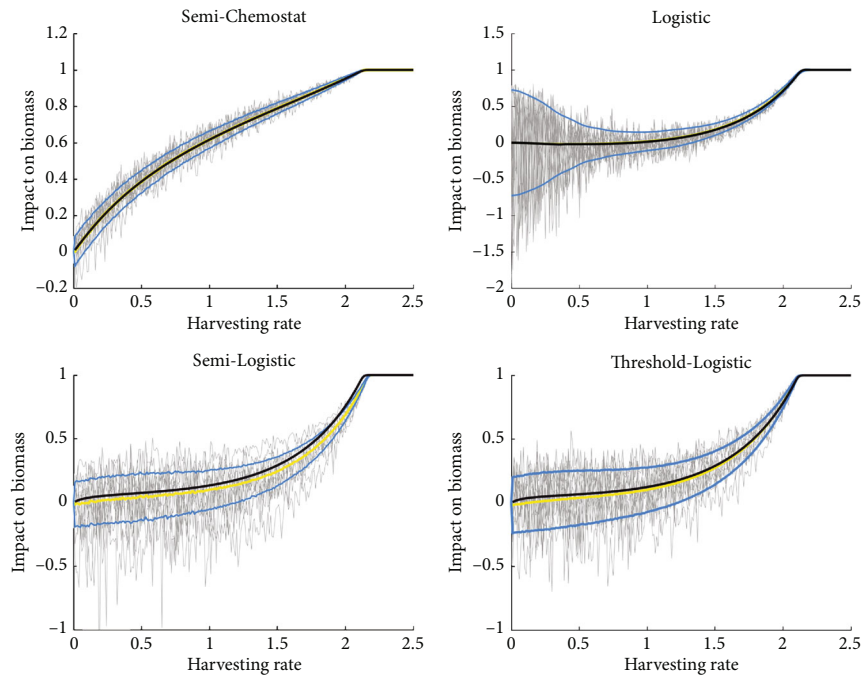 Semi-Chemostat
1.2
1
0.8
0.6
0.4
0.2
0
0.2
Impact on biomass
0 0.5 1 1.5 2 2.5
Harvesting rate
Logistic
1.5
1
0.5
0
−0.5
−1
−1.5
−2
Impact on biomass
0 0.5 1 1.5 2 2.5
Harvesting rate
Semi-Logistic
1
0.5
0
−0.5
−1
Impact on biomass
0 0.5 1 1.5 2 2.5
Harvesting rate
Threshold-Logistic
1
0.5
0
−0.5
−1
Impact on biomass
0 0.5 1 1.5 2 2.5
Harvesting rate